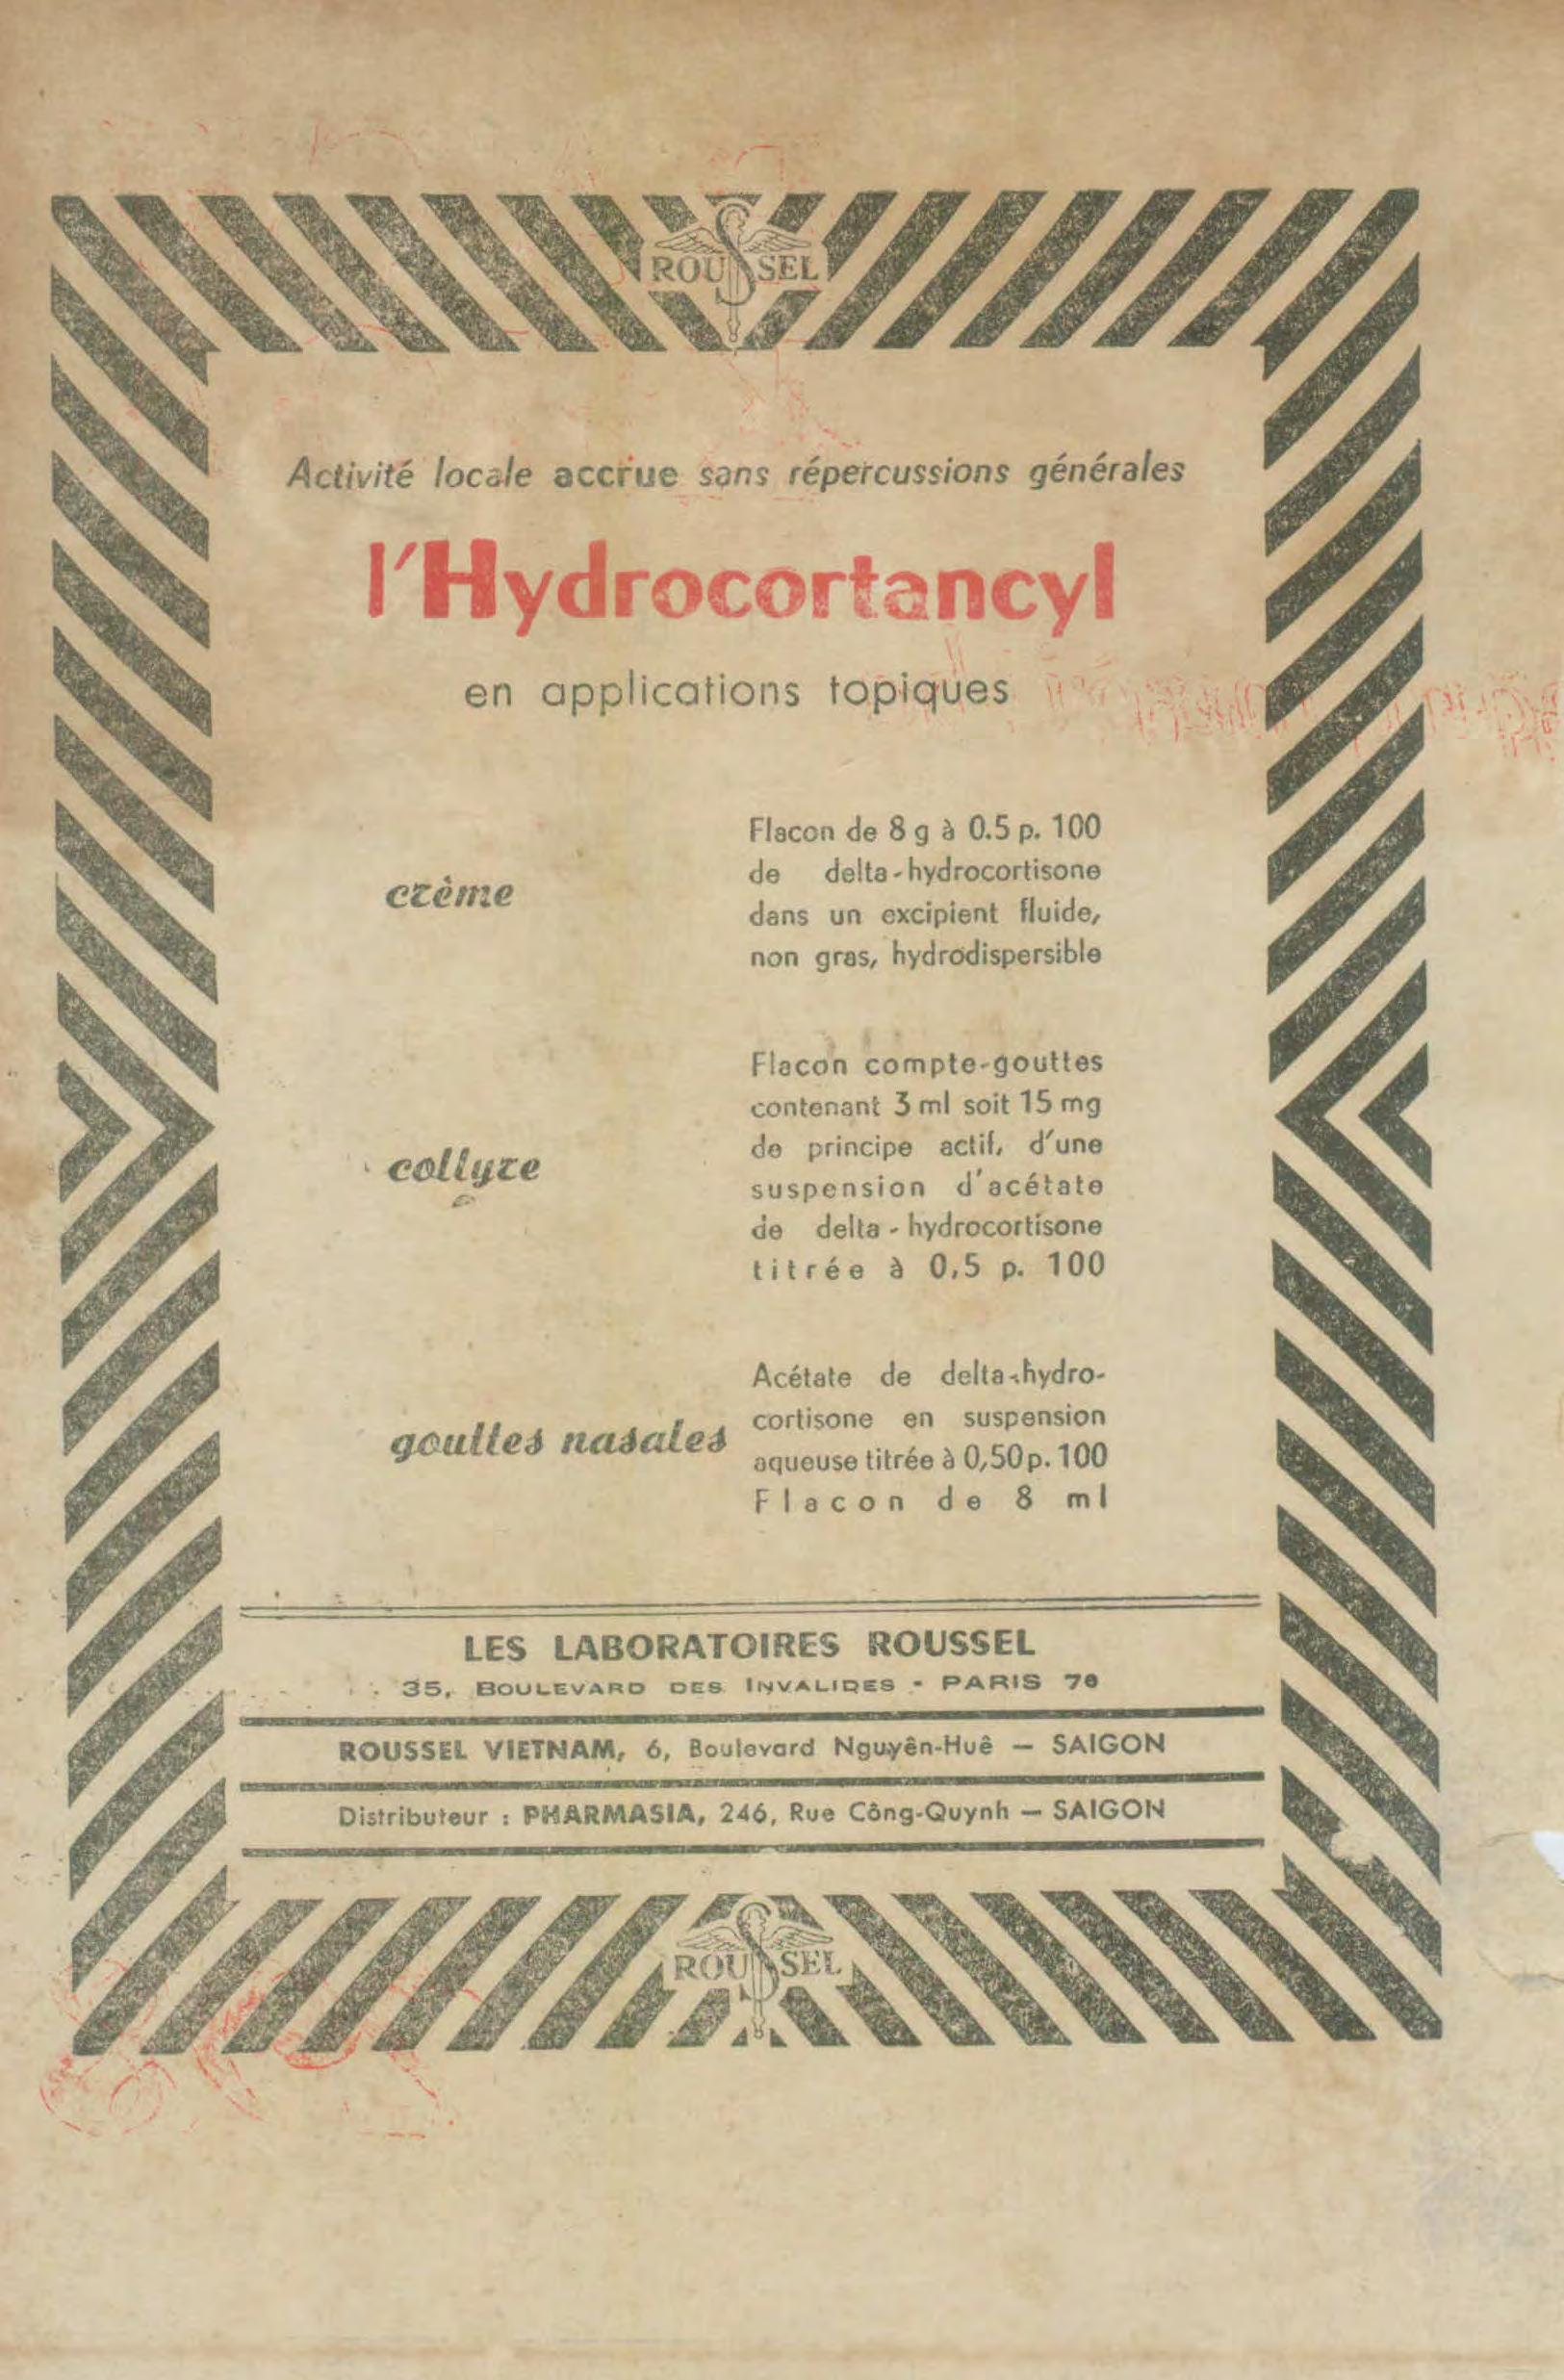 ROUSSEL
Activité locale accrue sans répercussions générales
l'Hydrocortancyl
en applications topiques
crème
Flacon de 8 g à 0.5 p. 100
de delta-hydrocortisone
dans un excipient fluide,
non gras, hydrodispersible
collyre
Flacon compte-gouttes
contenant 3 ml soit 15 mg
de principe actif, d'une
suspension d'acétate
de delta-hydrocortisone
titrée à 0,5 p. 100
gouttes nasales
Acétate de delta-hydro-
cortisone en suspension
aqueuse titrée à 0,50 p. 100
Flacon de 8 ml
LES LABORATOIRES ROUSSEL
35, BOULEVARD DES INVALIDES - PARIS 7e
ROUSSEL VIETNAM, 6, Boulevard Nguyên-Huê — SAIGON
Distributeur : PHARMASIA, 246, Rue Công-Quynh — SAIGON
ROUSSEL